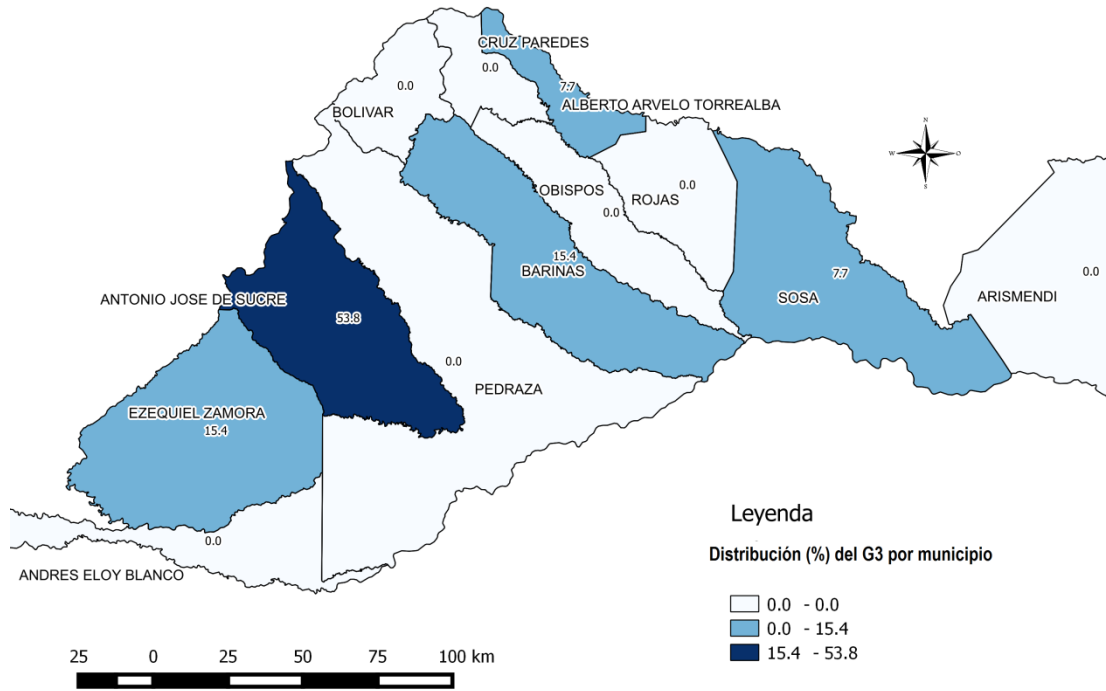 CRUZ PAREDES
0.0
0.0
7.7
ALBERTO ARVELO TORREALBA
BOLIVAR
N
W O
S
OBISPOS
0.0
ROJAS
0.0
15.4
BARINAS
7.7
SOSA
0.0
ARISMENDI
ANTONIO JOSE DE SUCRE
53.8
0.0
PEDRAZA
EZEQUIEL ZAMORA
15.4
0.0
ANDRES ELOY BLANCO
Leyenda
Distribución (%) del G3 por municipio
0.0 - 0.0
0.0 - 15.4
15.4 - 53.8
25 0 25 50 75 100 km